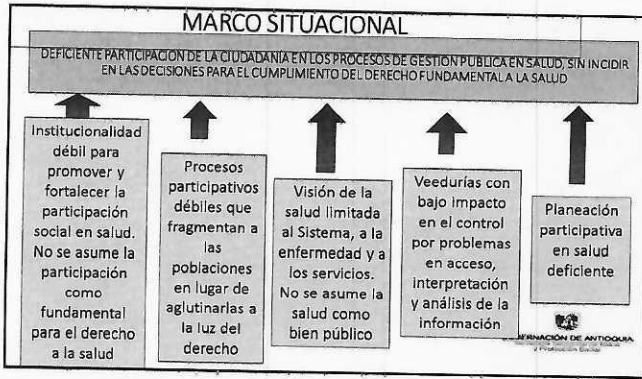 MARCO SITUACIONAL
DEFICIENTE PARTICIPACIÓN DE LA CIUDADANÍA EN LOS PROCESOS DE GESTIÓN PÚBLICA EN SALUD, SIN INCIDIR
EN LAS DECISIONES PARA EL CUMPLIMIENTO DEL DERECHO FUNDAMENTAL A LA SALUD
Institucionalidad
débil para
promover y
fortalecer la
participación
social en salud.
No se asume la
participación
como
fundamental
para el derecho
a la salud
Procesos
participativos
débiles que
fragmentan a
las
poblaciones
en lugar de
aglutinarlas a
la luz del
derecho
Visión de la
salud limitada
al Sistema, a la
enfermedad y a
los servicios.
No se asume la
salud como
bien público
Veedurías con
bajo impacto
en el control
por problemas
en acceso,
interpretación
y análisis de la
información
Planeación
participativa
en salud
deficiente
GOBERNACIÓN DE ANTIOQUIA
y Protección Social